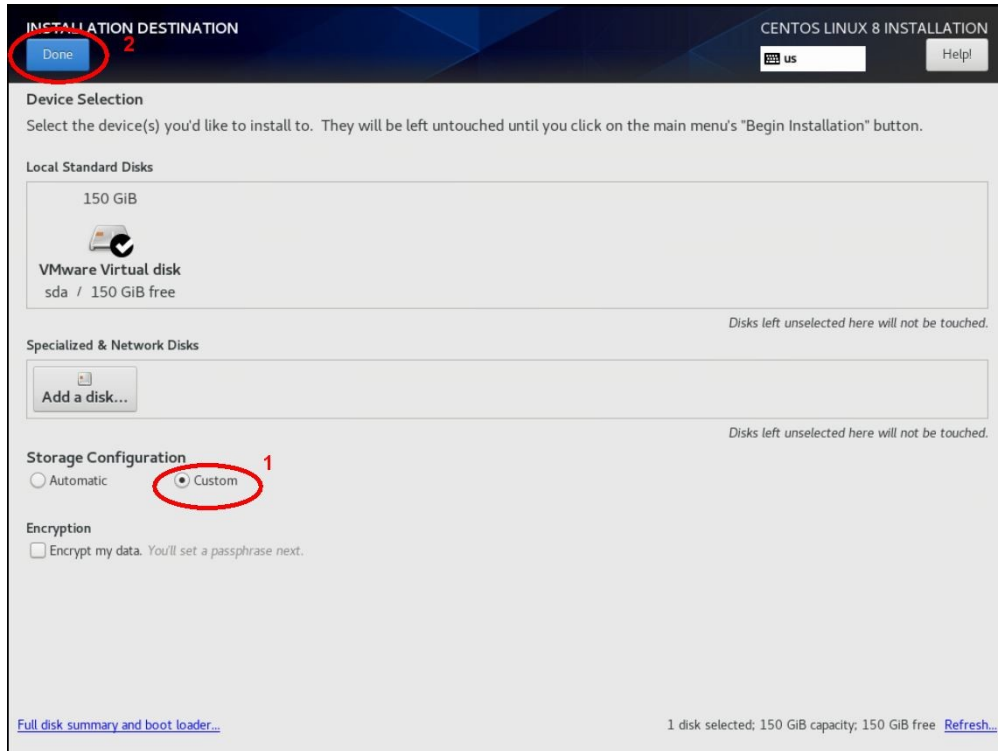 INSTALLATION DESTINATION
CENTOS LINUX 8 INSTALLATION
Done
2
us
Help!
Device Selection
Select the device(s) you'd like to install to. They will be left untouched until you click on the main menu's "Begin Installation" button.
Local Standard Disks
150 GiB
VMware Virtual disk
sda / 150 GiB free
Disks left unselected here will not be touched.
Specialized & Network Disks
Add a disk...
Disks left unselected here will not be touched.
Storage Configuration
1
Automatic
Custom
Encryption
Encrypt my data. You'll set a passphrase next.
Full disk summary and boot loader...
1 disk selected; 150 GiB capacity; 150 GiB free Refresh...